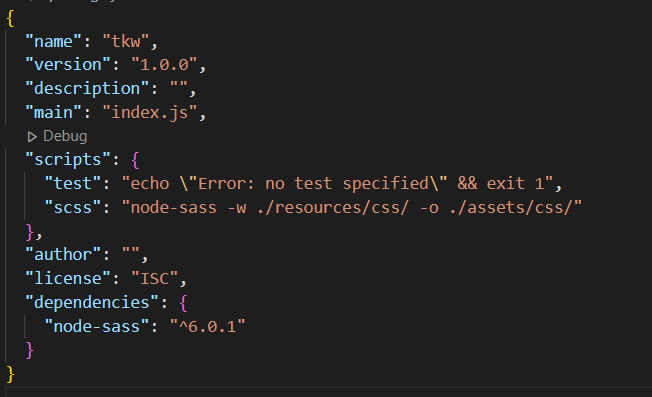 {
"name": "tkw",
"version": "1.0.0",
"description": "",
"main": "index.js",
Debug
"scripts": {
"test": "echo \"Error: no test specified\" && exit 1",
"scss": "node-sass -w ./resources/css/ -o ./assets/css/"
},
"author": "",
"license": "ISC",
"dependencies": {
"node-sass": "^6.0.1"
}
}